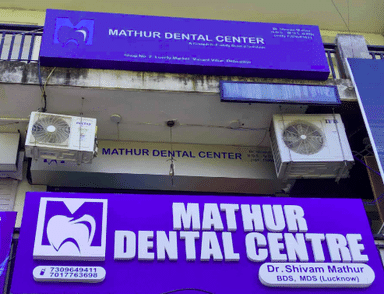 MATHUR DENTAL CENTER
MATHUR DENTAL CENTER
MATHUR
DENTAL CENTRE
Dr. Shivam Mathur
BDS, MDS (Lucknow)
7309649411
7017763698